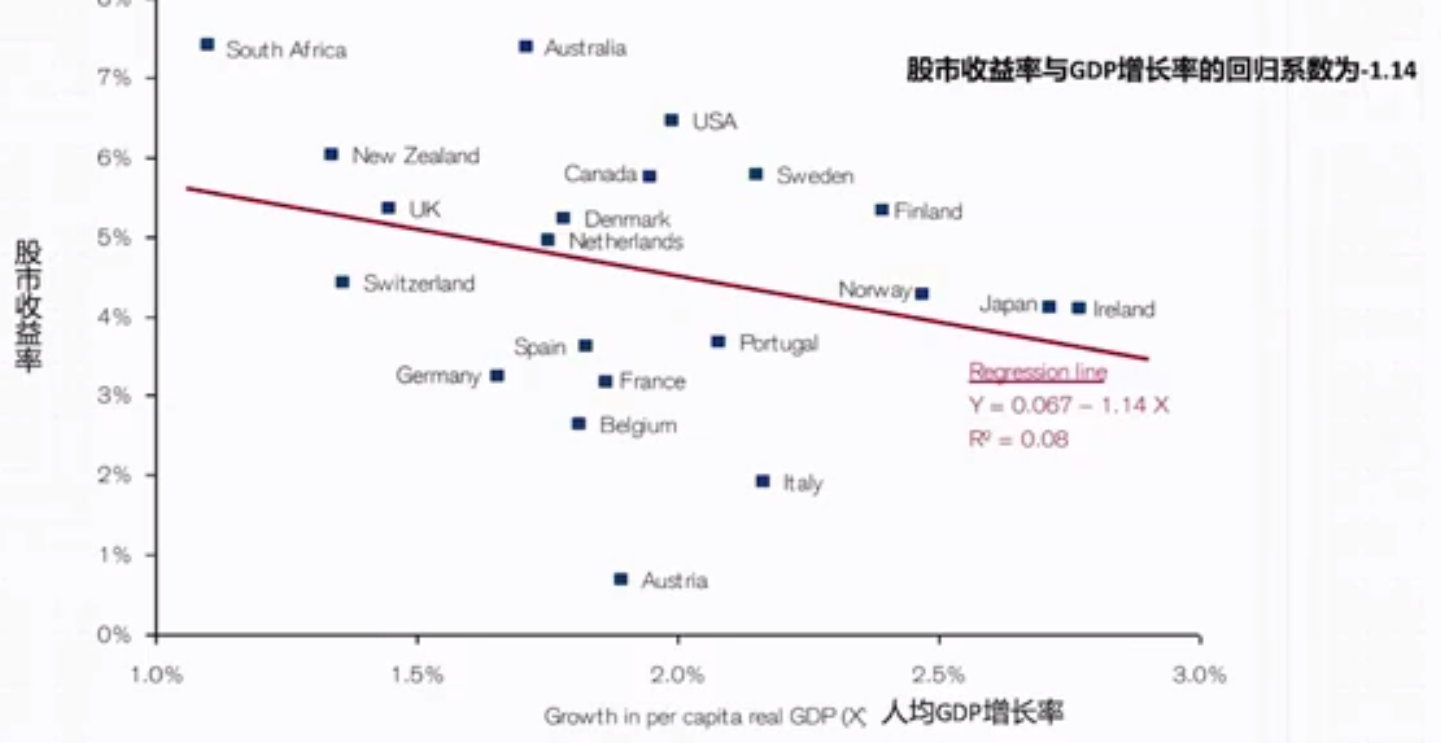 8%
South Africa
Australia
股市收益率与GDP增长率的回归系数为-1.14
7%
USA
6%
New Zealand
Canada
Sweden
UK
Denmark
Finland
5%
Netherlands
股市收益率
Switzerland
Norway
Japan
Ireland
4%
Spain
Portugal
Germany
France
Regression line
3%
Y = 0.067 – 1.14 X
Belgium
R² = 0.08
2%
Italy
1%
Austria
0%
1.0%
1.5%
2.0%
2.5%
3.0%
Growth in per capita real GDP (X 人均GDP增长率